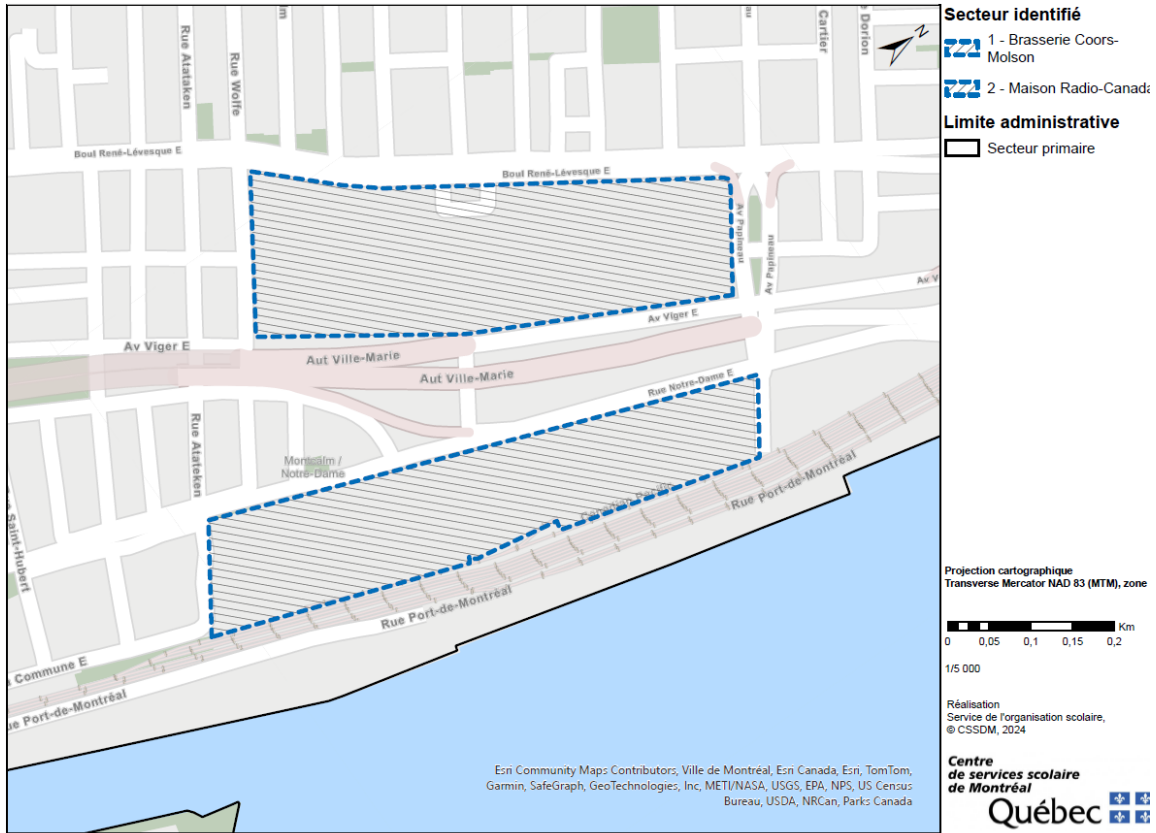 Rue Atataken
Rue Wolfe
Cartier
Dorion
N
Boul René-Lévesque E
Boul René-Lévesque E
Av Papineau
Av Papineau
Av V
Av Viger E
Av Viger E
Aut Ville-Marie
Aut Ville-Marie
Rue Notre-Dame E
Rue Atateken
Montcalm /
Notre-Dame
Canadian Pacific
Rue Port-de-Montréal
Saint-Hubert
Rue Port-de-Montréal
Commune E
Port-de-Montréal
Esri Community Maps Contributors, Ville de Montréal, Esri Canada, Esri, TomTom,
Garmin, SafeGraph, GeoTechnologies, Inc, METI/NASA, USGS, EPA, NPS, US Census
Bureau, USDA, NRCan, Parks Canada
Secteur identifié
1 - Brasserie Coors-
Molson
2 - Maison Radio-Canada
Limite administrative
Secteur primaire
Projection cartographique
Transverse Mercator NAD 83 (MTM), zone
Km
0 0,05 0,1 0,15 0,2
1/5 000
Réalisation
Service de l'organisation scolaire,
© CSSDM, 2024
Centre
de services scolaire
de Montréal
Québec